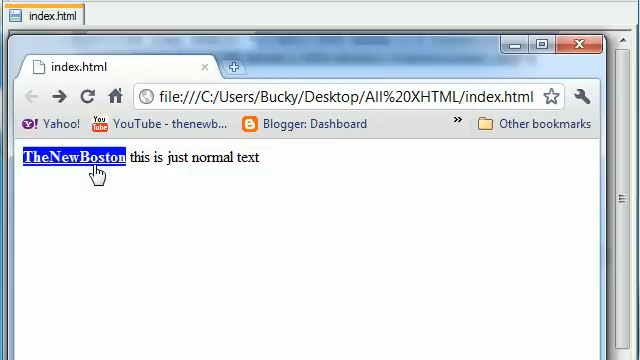 index.html
index.html
file:///C:/Users/Bucky/Desktop/All%20XHTML/index.html
Yahoo! YouTube - thenewb... Blogger: Dashboard » Other bookmarks
TheNewBoston this is just normal text